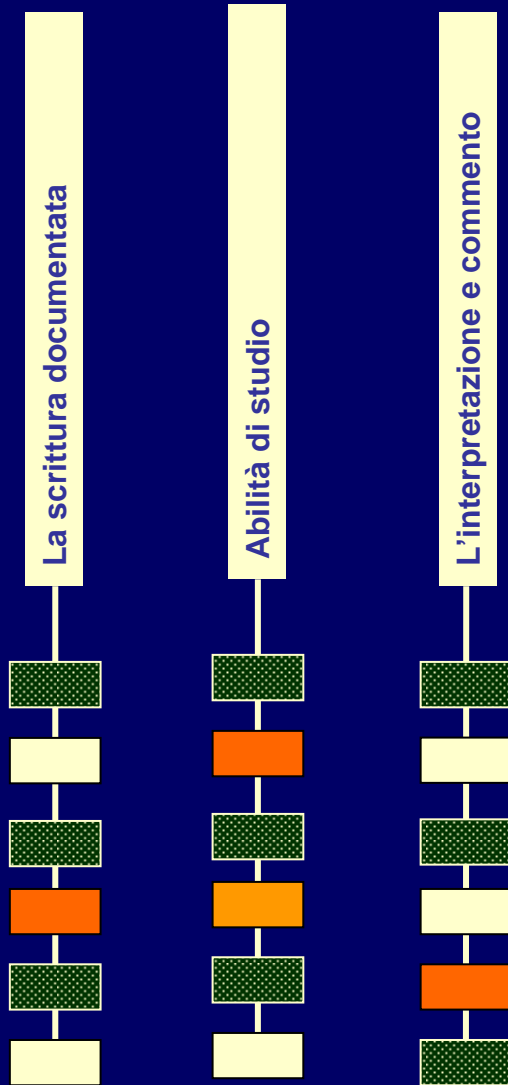 La scrittura documentata
Abilità di studio
L’interpretazione e commento